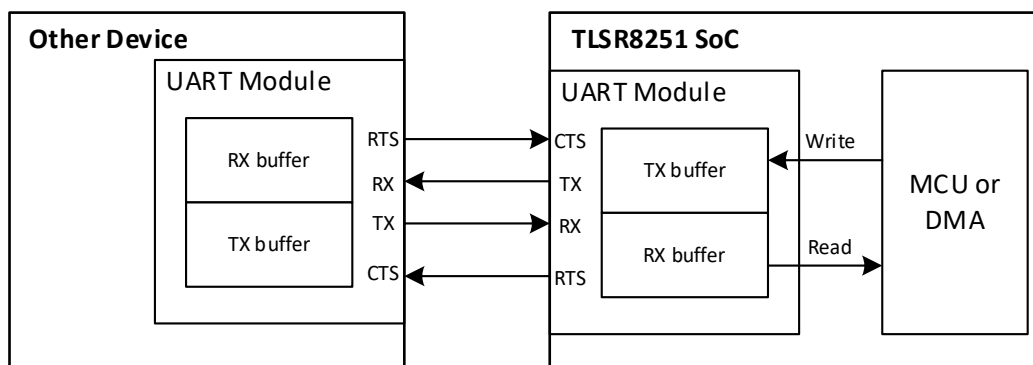 Other Device
UART Module
RX buffer
TX buffer
RTS
RX
TX
CTS
TLSR8251 SoC
UART Module
CTS
TX
RX
RTS
TX buffer
RX buffer
Write
Read
MCU or
DMA